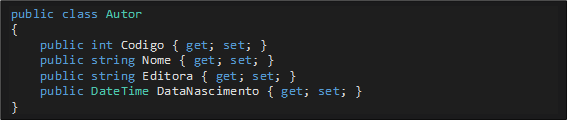 public class Autor
{
    public int Codigo { get; set; }
    public string Nome { get; set; }
    public string Editora { get; set; }
    public DateTime DataNascimento { get; set; }
}